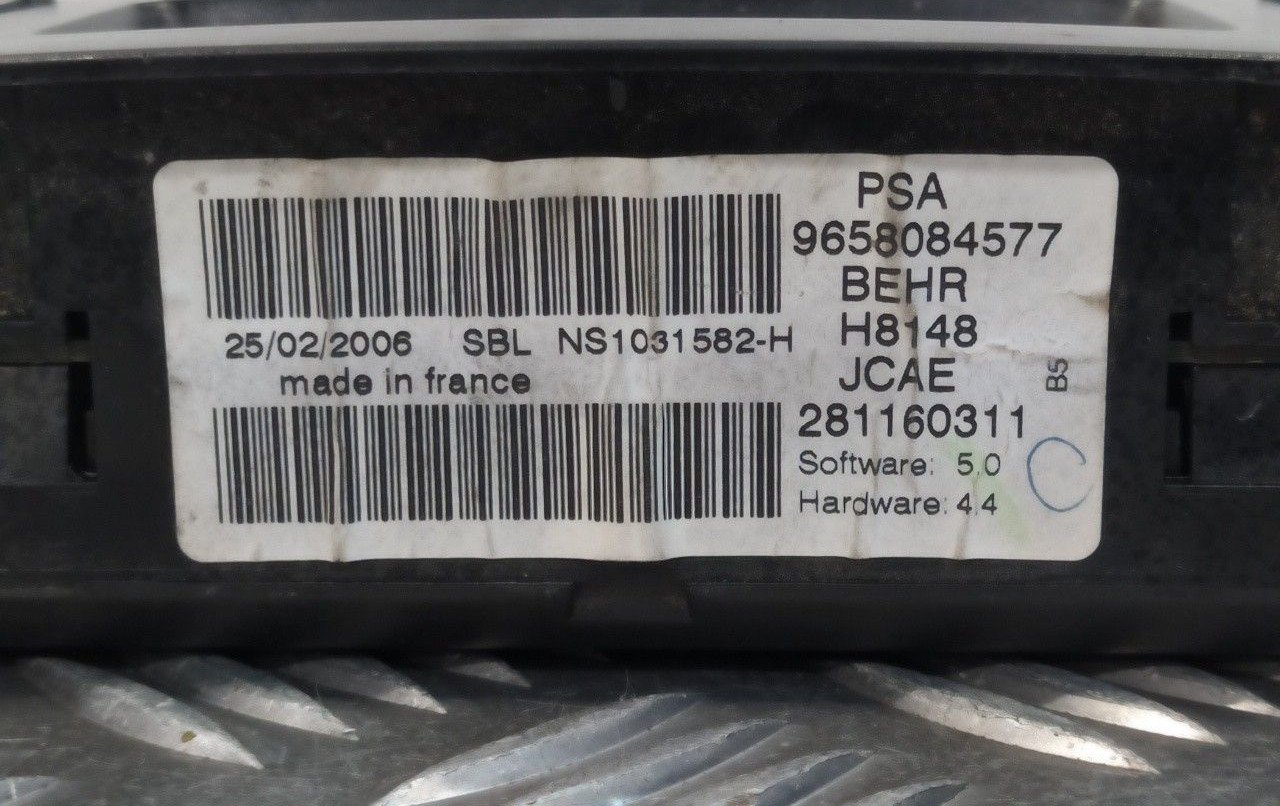 PSA
9658084577
BEHR
25/02/2006 SBL NS1031582-H H8148
made in france JCAE B5
281160311
Software: 5.0
Hardware: 4.4